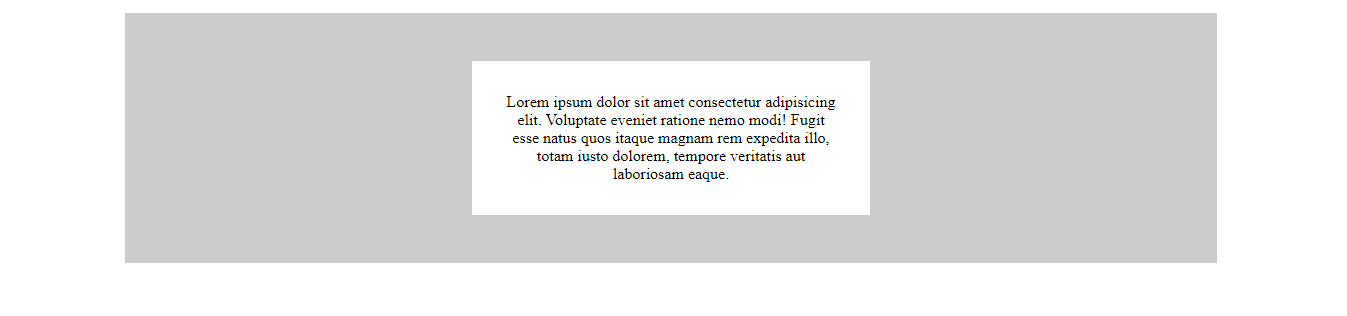 Lorem ipsum dolor sit amet consectetur adipisicing
elit. Voluptate eveniet ratione nemo modi! Fugit
esse natus quos itaque magnam rem expedita illo,
totam iusto dolorem, tempore veritatis aut
laboriosam eaque.